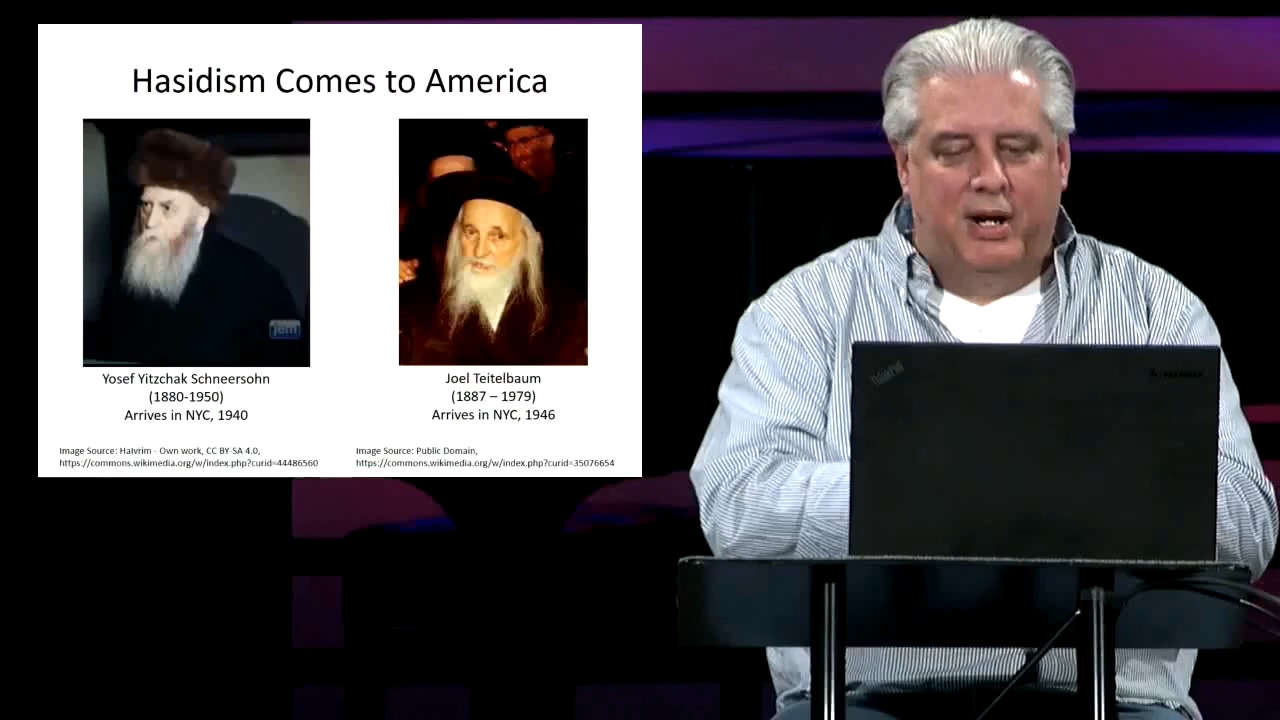 Hasidism Comes to America
jem
Yosef Yitzchak Schneersohn
(1880-1950)
Arrives in NYC, 1940
Joel Teitelbaum
(1887 – 1979)
Arrives in NYC, 1946
Image Source: HaIvrim - Own work, CC BY-SA 4.0,
https://commons.wikimedia.org/w/index.php?curid=44486560
Image Source: Public Domain,
https://commons.wikimedia.org/w/index.php?curid=35076654
ThinkPad